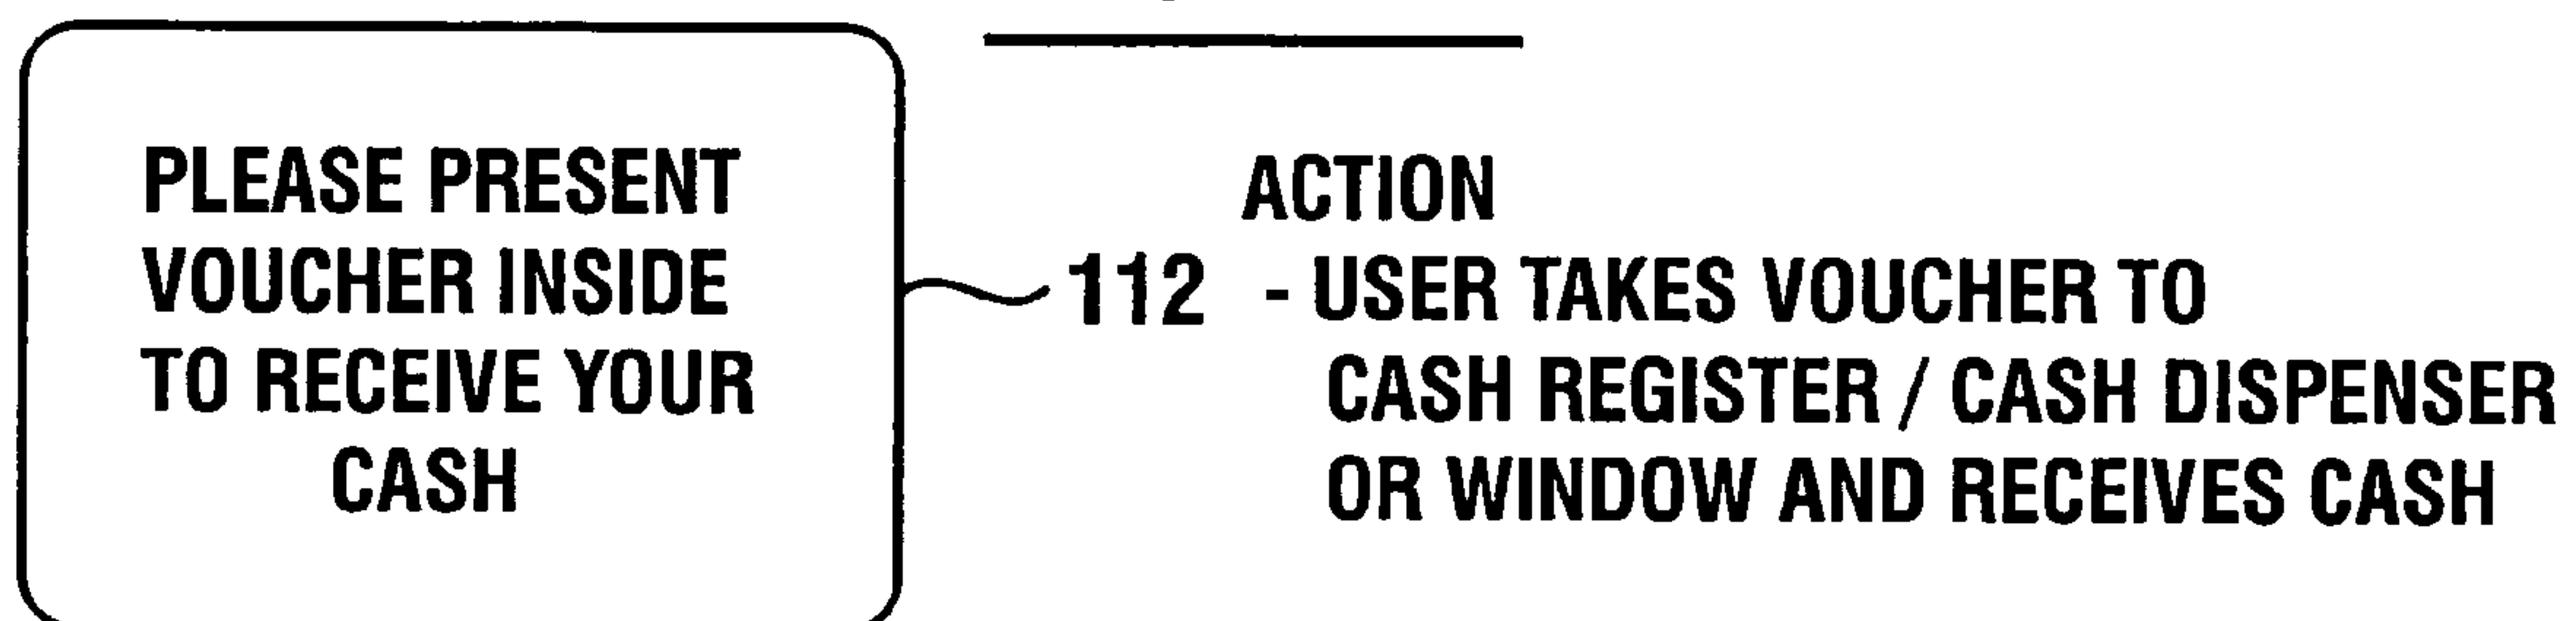 PLEASE PRESENT
VOUCHER INSIDE
TO RECEIVE YOUR
CASH
112
ACTION
- USER TAKES VOUCHER TO
CASH REGISTER / CASH DISPENSER
OR WINDOW AND RECEIVES CASH